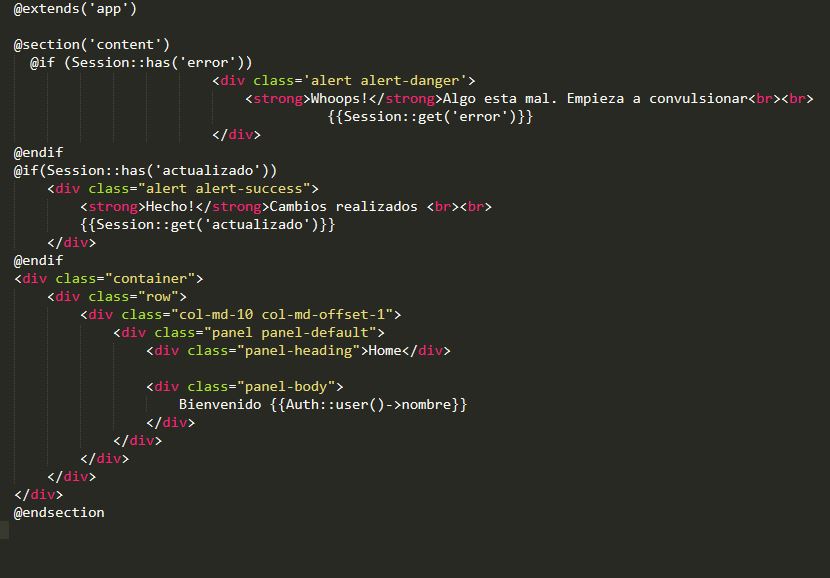 @extends('app')
@section('content')
@if (Session::has('error'))
<div class='alert alert-danger'>
<strong>Whoops!</strong>Algo esta mal. Empieza a convulsionar<br><br>
{{Session::get('error')}}
</div>
@endif
@if(Session::has('actualizado'))
<div class="alert alert-success">
<strong>Hecho!</strong>Cambios realizados <br><br>
{{Session::get('actualizado')}}
</div>
@endif
<div class="container">
<div class="row">
<div class="col-md-10 col-md-offset-1">
<div class="panel panel-default">
<div class="panel-heading">Home</div>
<div class="panel-body">
Bienvenido {{Auth::user()->nombre}}
</div>
</div>
</div>
</div>
</div>
@endsection